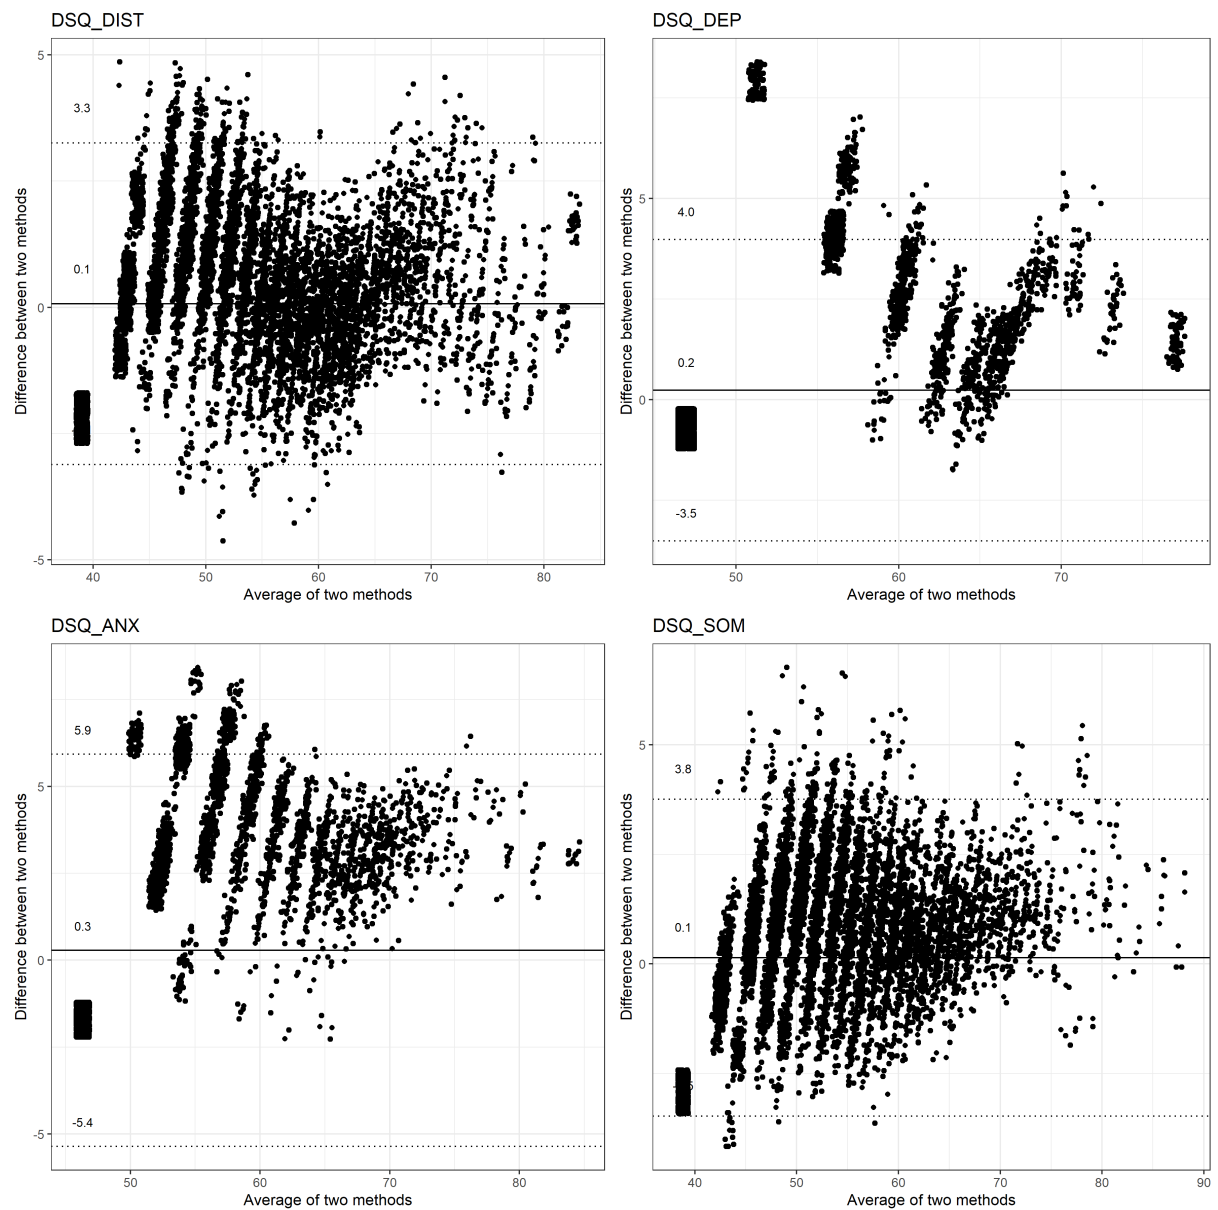 DSQ_DIST
5
0
-5
3.3
0.1
40 50 60 70 80
Average of two methods
Difference between two methods
DSQ_DEP
5
0
4.0
0.2
-3.5
50 60 70
Average of two methods
Difference between two methods
DSQ_ANX
5
0
-5
5.9
0.3
-5.4
50 60 70 80
Average of two methods
Difference between two methods
DSQ_SOM
5
0
3.8
0.1
40 50 60 70 80 90
Average of two methods
Difference between two methods